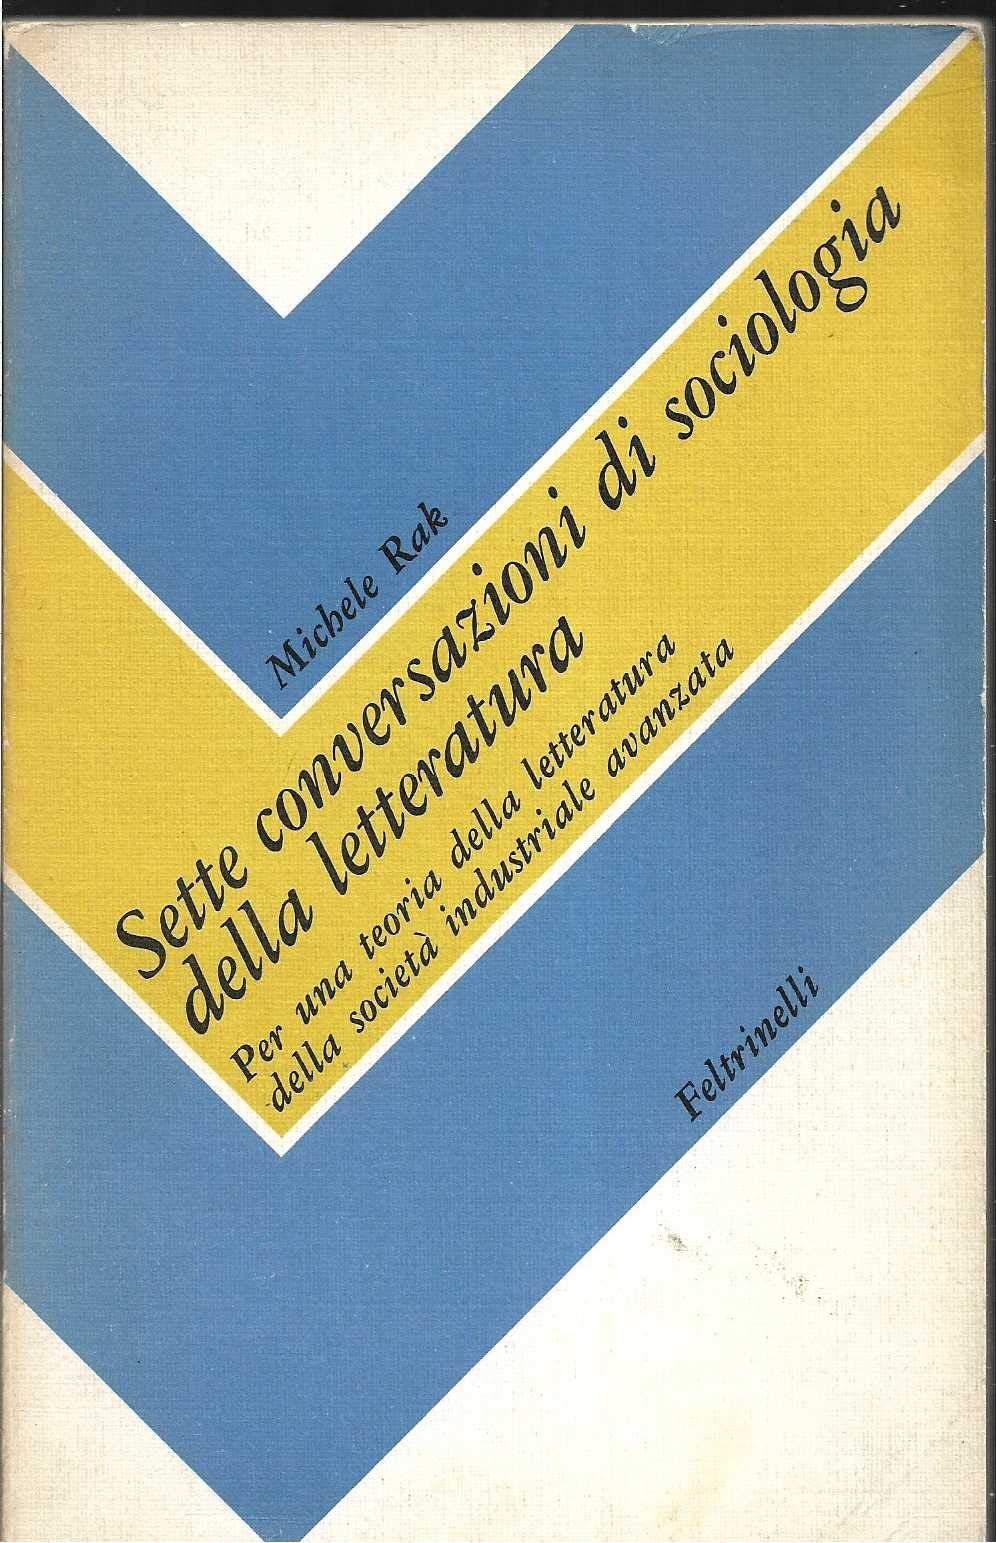 Michele Rak
Sette conversazioni di sociologia
della letteratura
Per una teoria della letteratura
della società industriale avanzata
Feltrinelli